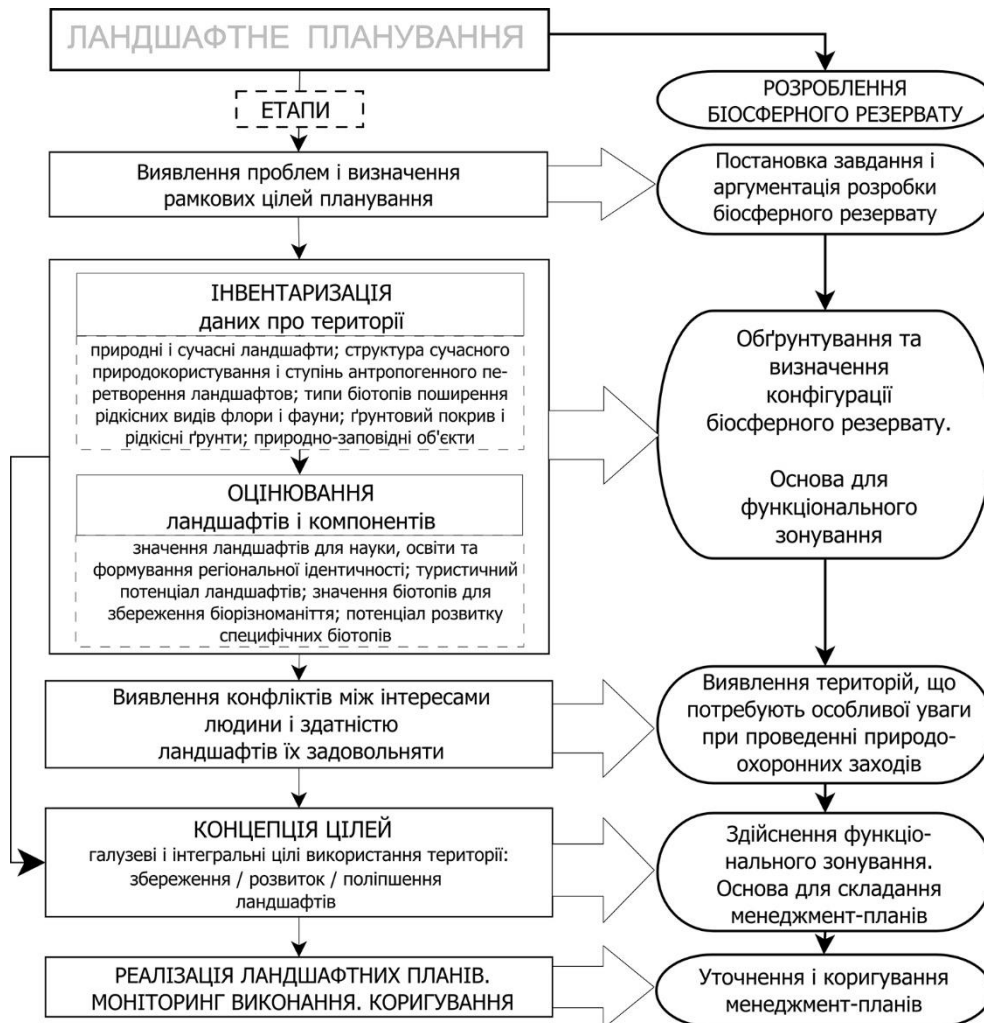 ЛАНДШАФТНЕ ПЛАНУВАННЯ
ЕТАПИ
РОЗРОБЛЕННЯ
БІОСФЕРНОГО РЕЗЕРВАТУ
Виявлення проблем і визначення
рамкових цілей планування
Постановка завдання і
аргументація розробки
біосферного резервату
ІНВЕНТАРИЗАЦІЯ
даних про території
природні і сучасні ландшафти; структура сучасного
природокористування і ступінь антропогенного пе-
ретворення ландшафтов; типи біотопів поширення
рідкісних видів флори і фауни; ґрунтовий покрив і
рідкісні ґрунти; природно-заповідні об'єкти
ОЦІНЮВАННЯ
ландшафтів і компонентів
значення ландшафтів для науки, освіти та
формування регіональної ідентичності; туристичний
потенціал ландшафтів; значення біотопів для
збереження біорізноманіття; потенціал розвитку
специфічних біотопів
Обґрунтування та
визначення
конфігурації
біосферного резервату.
Основа для
функціонального
зонування
Виявлення конфліктів між інтересами
людини і здатністю
ландшафтів їх задовольняти
Виявлення територій, що
потребують особливої уваги
при проведенні природо-
охоронних заходів
КОНЦЕПЦІЯ ЦІЛЕЙ
галузеві і інтегральні цілі використання території:
збереження / розвиток / поліпшення
ландшафтів
Здійснення функціо-
нального зонування.
Основа для складання
менеджмент-планів
РЕАЛІЗАЦІЯ ЛАНДШАФТНИХ ПЛАНІВ.
МОНІТОРИНГ ВИКОНАННЯ. КОРИГУВАННЯ
Уточнення і коригування
менеджмент-планів